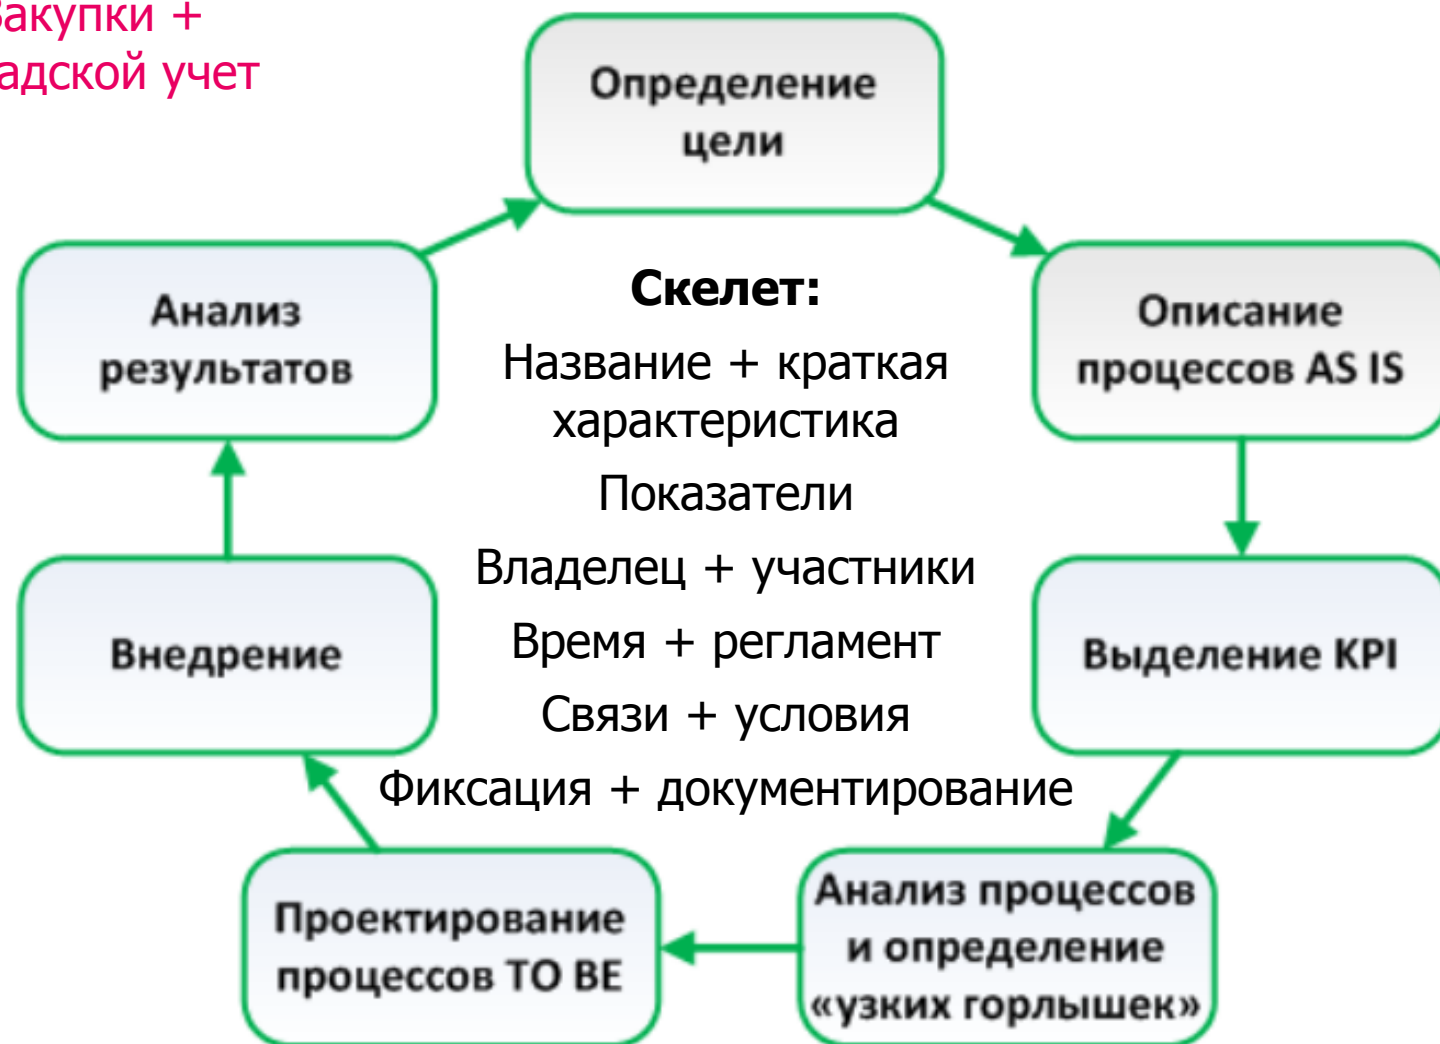 Закупки +
адской учет
Определение
цели
Анализ
результатов
Скелет:
Название + краткая
характеристика
Показатели
Владелец + участники
Время + регламент
Связи + условия
Фиксация + документирование
Описание
процессов AS IS
Внедрение
Выделение KPI
Проектирование
процессов TO BE
Анализ процессов
и определение
«узких горлышек»